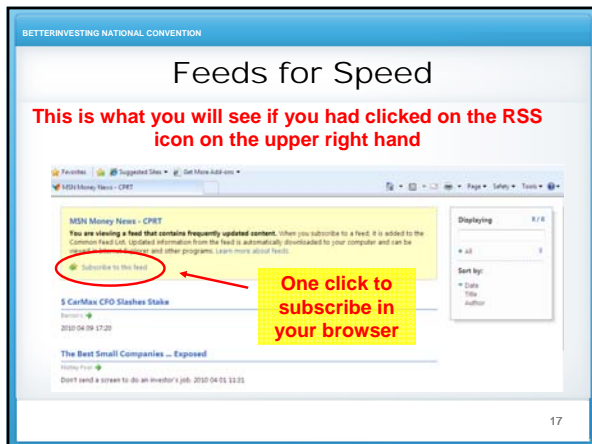 BETTERINVESTING NATIONAL CONVENTION
Feeds for Speed
This is what you will see if you had clicked on the RSS
icon on the upper right hand
Favorites Suggested Sites Get More Add-ons
MSN Money News - CPRT
Page Safety Tools
MSN Money News - CPRT
You are viewing a feed that contains frequently updated content. When you subscribe to a feed, it is added to the
Common Feed List. Updated information from the feed is automatically downloaded to your computer and can be
viewed in Internet Explorer and other programs. Learn more about feeds.
Subscribe to this feed
Displaying 8 / 8
All 8
Sort by:
Date
Title
Author
One click to
subscribe in
your browser
$ CarMax CFO Slashes Stake
Barron's
2010 04 09 17:20
The Best Small Companies ... Exposed
Motley Fool
Don't send a screen to do an investor's job. 2010 04 01 11:21
17